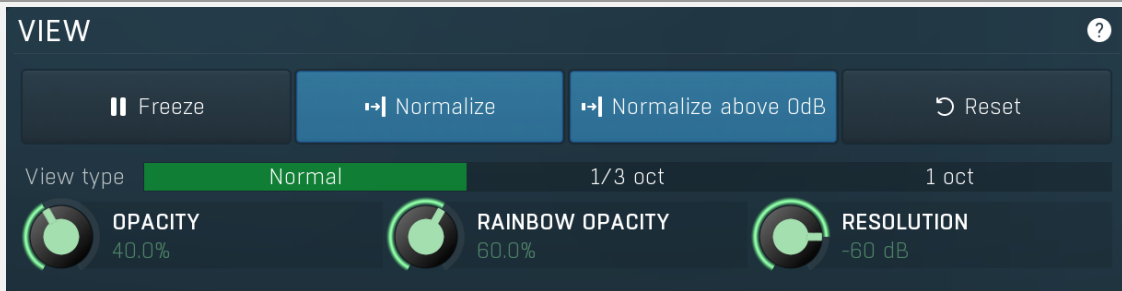 VIEW ?
Freeze Normalize Normalize above 0dB Reset
View type Normal 1/3 oct 1 oct
OPACITY RAINBOW OPACITY RESOLUTION
40.0% 60.0% -60 dB